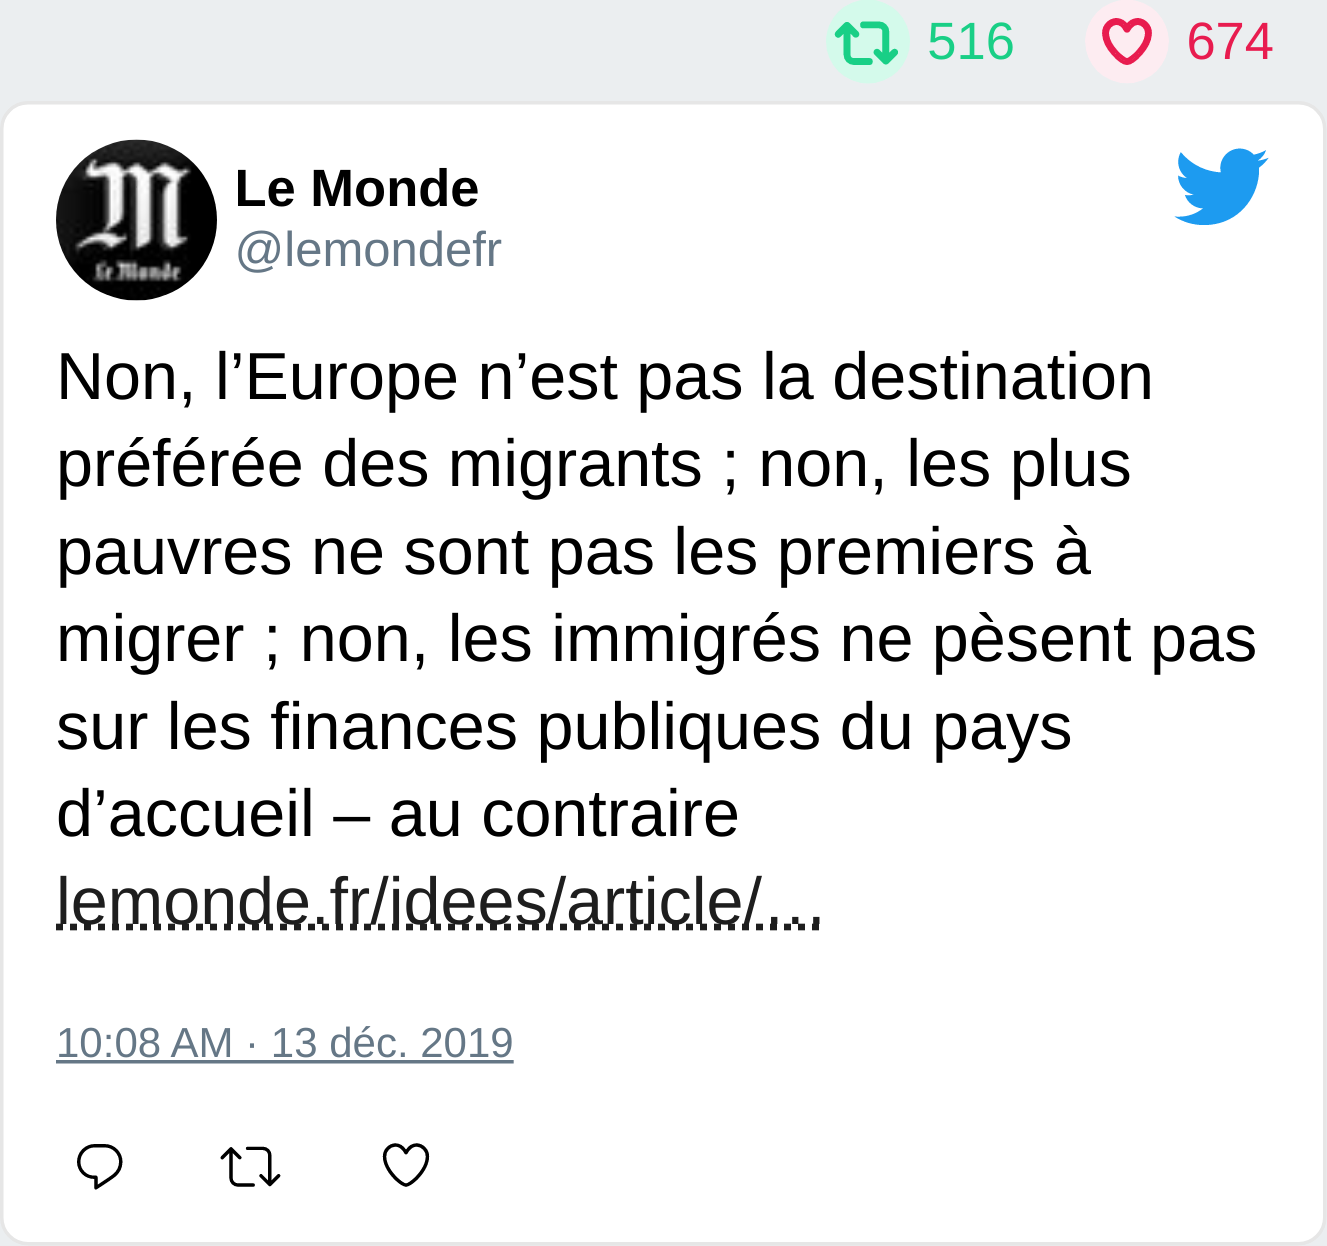 516 674
Le Monde
Le Monde
@lemondefr
Non, l’Europe n’est pas la destination
préférée des migrants ; non, les plus
pauvres ne sont pas les premiers à
migrer ; non, les immigrés ne pèsent pas
sur les finances publiques du pays
d’accueil – au contraire
lemonde.fr/idees/article/...
10:08 AM · 13 déc. 2019